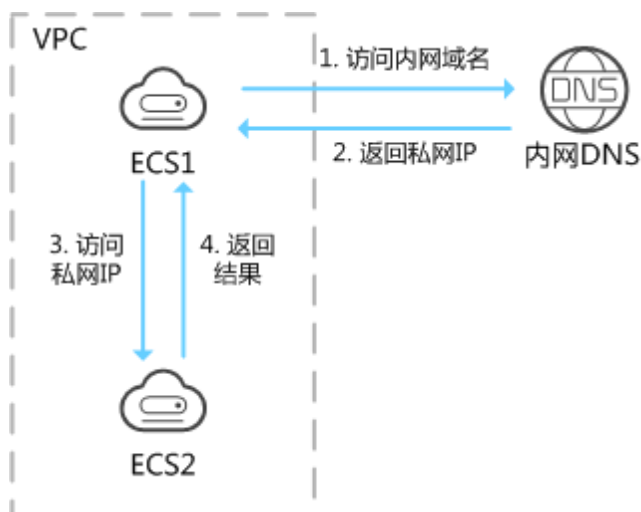 VPC
1. 访问内网域名
DNS
2. 返回私网IP
ECS1
内网DNS
3. 访问
私网IP
4. 返回
结果
ECS2